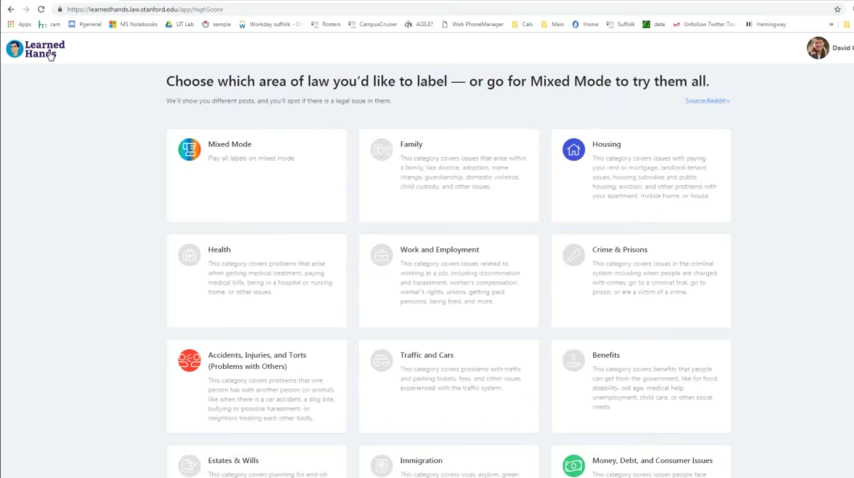 https://learnedhands.law.stanford.edu/app/highScore
Apps
cam
Pgeneral
MS Notebooks
LIT Lab
sample
Workday suffolk - C
Rosters
CampusCruiser
AGILE?
Web PhoneManager
Cab
Main
Home
Suffolk
data
Unfollow Twitter To
Hemingway
Learned
Hands
David
Choose which area of law you'd like to label — or go for Mixed Mode to try them all.
We'll show you different posts, and you'll spot if there is a legal issue in them.
Source:Reddit
Mixed Mode
Play all labels on mixed mode
Family
This category covers issues that arise within
a family, like divorce, adoption, name
change, guardianship, domestic violence,
child custody, and other issues.
Housing
This category covers issues with paying
your rent or mortgage, landlord-tenant
issues, housing subsidies and public
housing, eviction, and other problems with
your apartment, mobile home, or house.
Health
This category covers problems that arise
when getting medical treatment, paying
medical bills, being in a hospital or nursing
home, or other issues.
Work and Employment
This category covers issues related to
working at a job, including discrimination
and harassment, worker's compensation,
worker's rights, unions, getting paid,
pensions, being fired, and more.
Crime & Prisons
This category covers issues in the criminal
system including when people are charged
with crimes, go to a criminal trial, go to
prison, or are a victim of a crime.
Accidents, Injuries, and Torts
(Problems with Others)
This category covers problems that one
person has with another person (or animal),
like when there is a car accident, a dog bite,
bullying or possible harassment, or
neighbors treating each other badly.
Traffic and Cars
This category covers problems with traffic
and parking tickets, fees, and other issues
experienced with the traffic system.
Benefits
This category covers benefits that people
can get from the government, like for food,
disability, old age, medical help,
unemployment, child care, or other social
needs.
Estates & Wills
This category covers planning for end-of-
Immigration
This category covers visas, asylum, green
Money, Debt, and Consumer Issues
This category covers issues people face